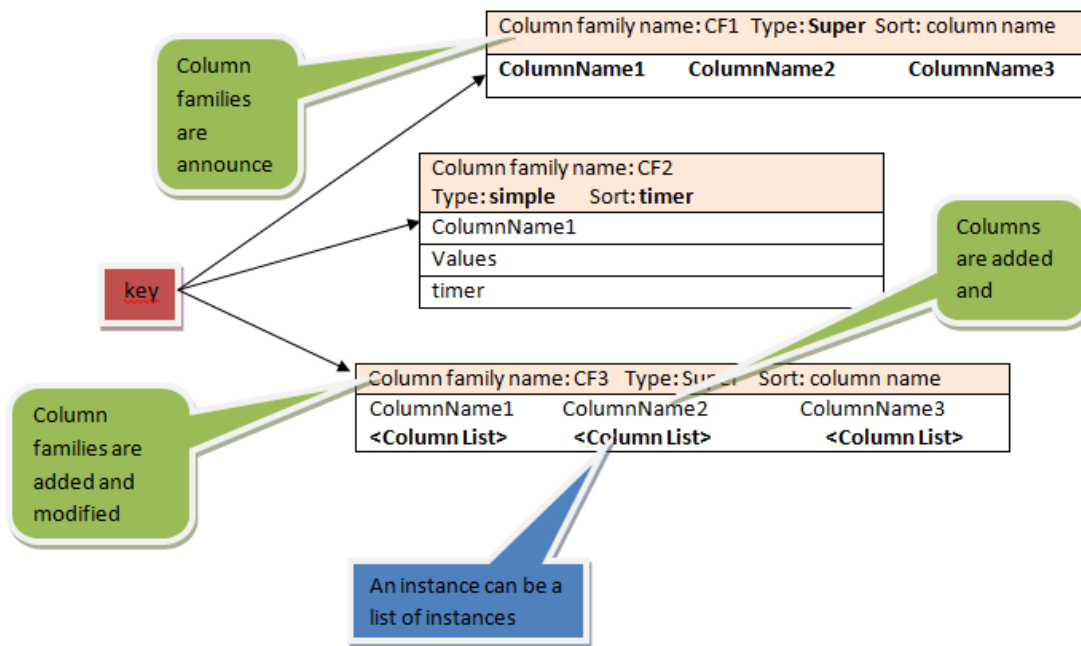 Column family name: CF1 Type: Super Sort: column name
ColumnName1 ColumnName2 ColumnName3
Column
families
are
announce
Column family name: CF2
Type: simple Sort: timer
ColumnName1
Values
timer
Columns
are added
and
key
Column family name: CF3 Type: Super Sort: column name
ColumnName1 ColumnName2 ColumnName3
<Column List> <Column List> <Column List>
Column
families are
added and
modified
An instance can be a
list of instances